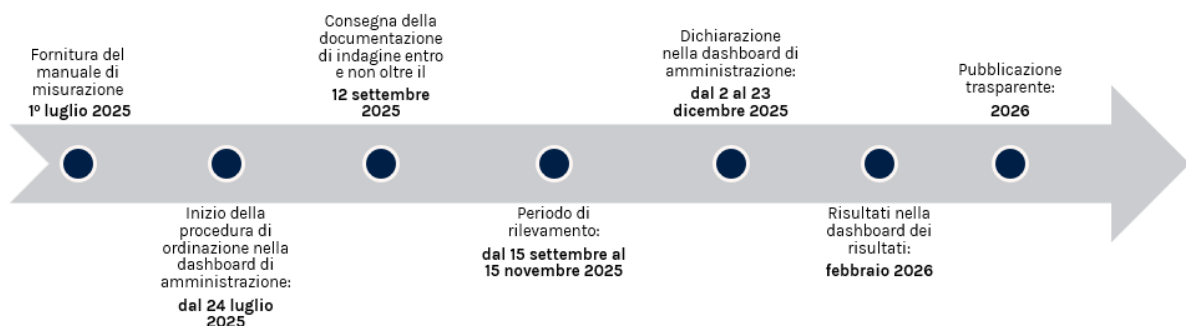 Fornitura del
manuale di
misurazione
1º luglio 2025
Inizio della
procedura di
ordinazione nella
dashboard di
amministrazione:
dal 24 luglio
2025
Consegna della
documentazione
di indagine entro
e non oltre il
12 settembre
2025
Periodo di
rilevamento:
dal 15 settembre al
15 novembre 2025
Dichiarazione
nella dashboard di
amministrazione:
dal 2 al 23
dicembre 2025
Risultati nella
dashboard dei
risultati:
febbraio 2026
Pubblicazione
trasparente:
2026